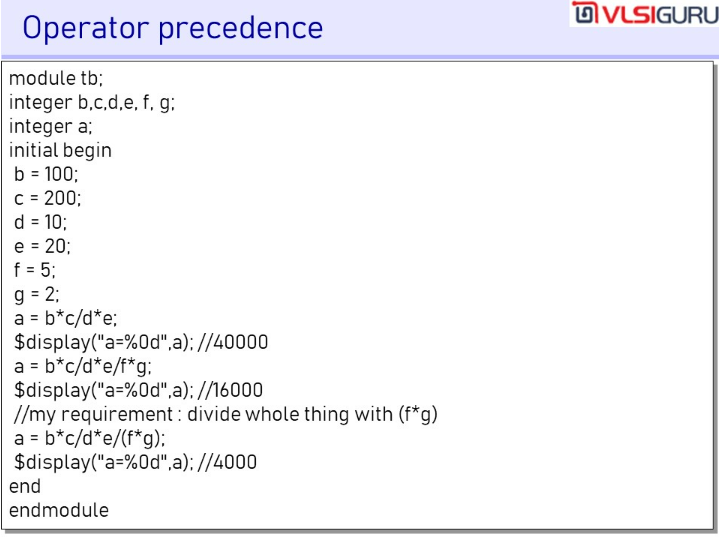 Operator precedence
VLSIGURU
module tb;
integer b,c,d,e, f, g;
integer a;
initial begin
b = 100;
c = 200;
d = 10;
e = 20;
f = 5;
g = 2;
a = b*c/d*e;
$display("a=%0d",a); //40000
a = b*c/d*e/f*g;
$display("a=%0d",a); //16000
//my requirement : divide whole thing with (f*g)
a = b*c/d*e/(f*g);
$display("a=%0d",a); //4000
end
endmodule